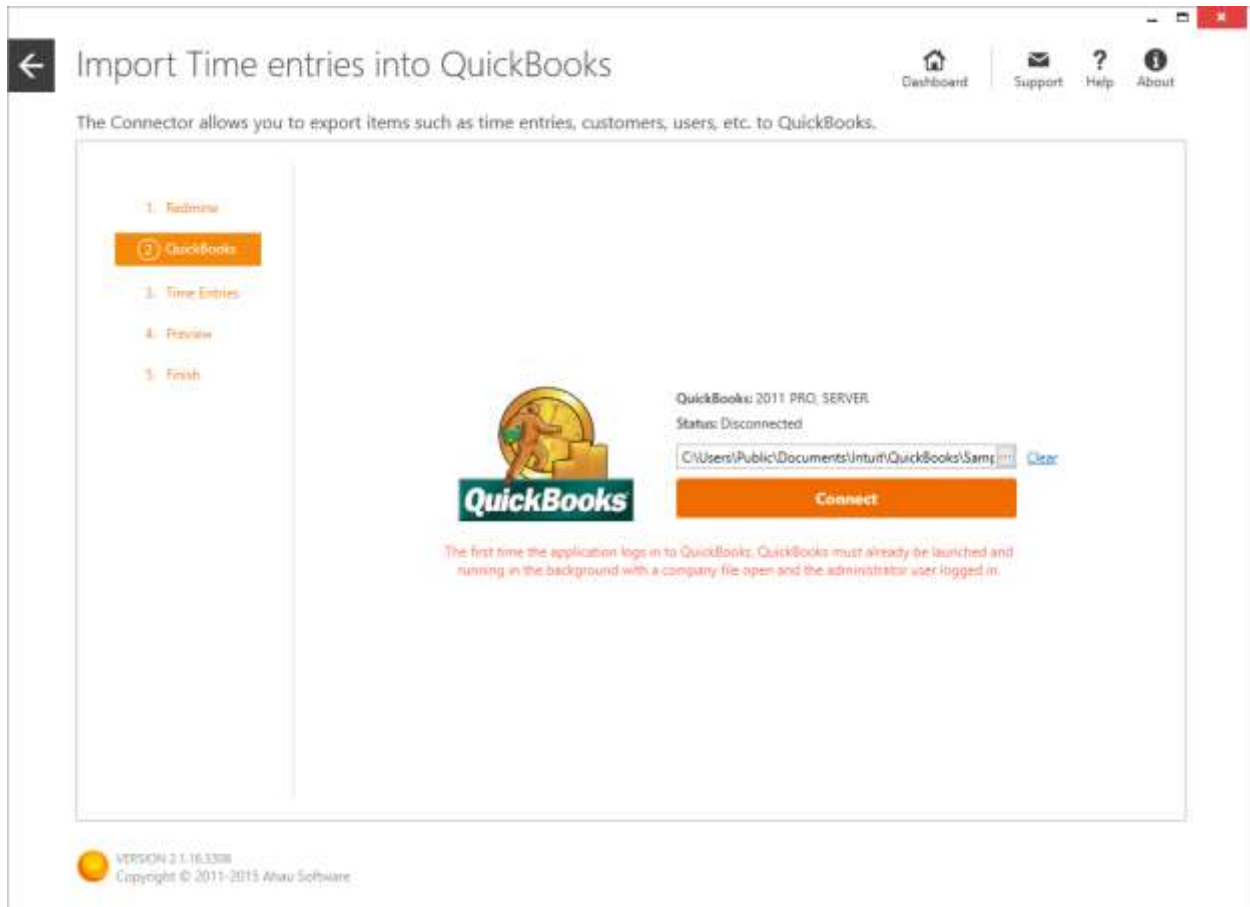 Import Time entries into QuickBooks
Dashboard
Support
Help
About
The Connector allows you to export items such as time entries, customers, users, etc. to QuickBooks.
1. Redmine
2 QuickBooks
3. Time Entries
4. Preview
5. Finish
QuickBooks: 2011 PRO, SERVER
Status: Disconnected
C:\Users\Public\Documents\Intuit\QuickBooks\Samp ... Clear
QuickBooks
Connect
The first time the application logs in to QuickBooks, QuickBooks must already be launched and
running in the background with a company file open and the administrator user logged in.
VERSION 2.1.16.3308
Copyright © 2011-2015 Ahau Software